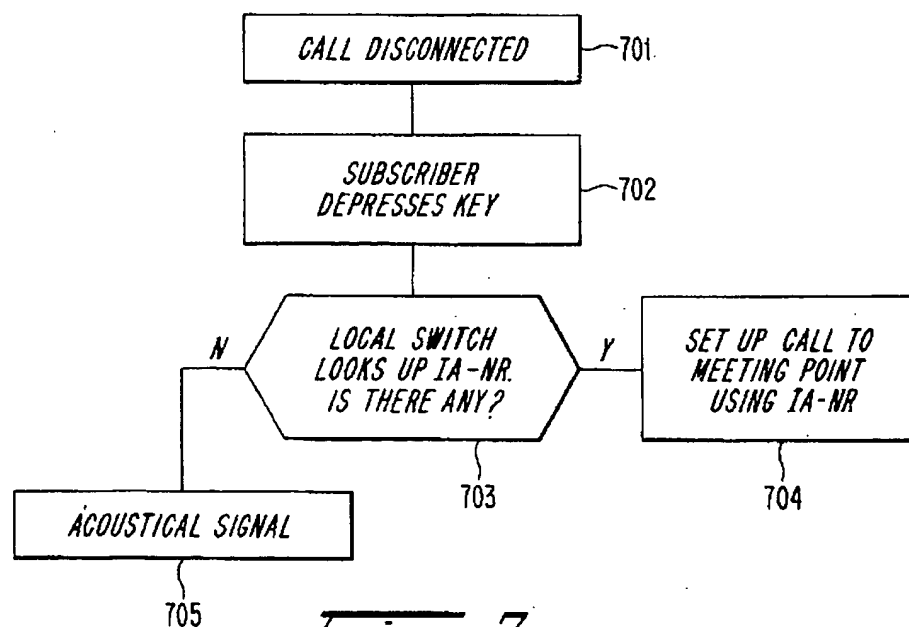 CALL DISCONNECTED
701
SUBSCRIBER
DEPRESSES KEY
702
N
LOCAL SWITCH
LOOKS UP IA-NR.
IS THERE ANY?
Y
703
SET UP CALL TO
MEETING POINT
USING IA-NR
704
ACOUSTICAL SIGNAL
705